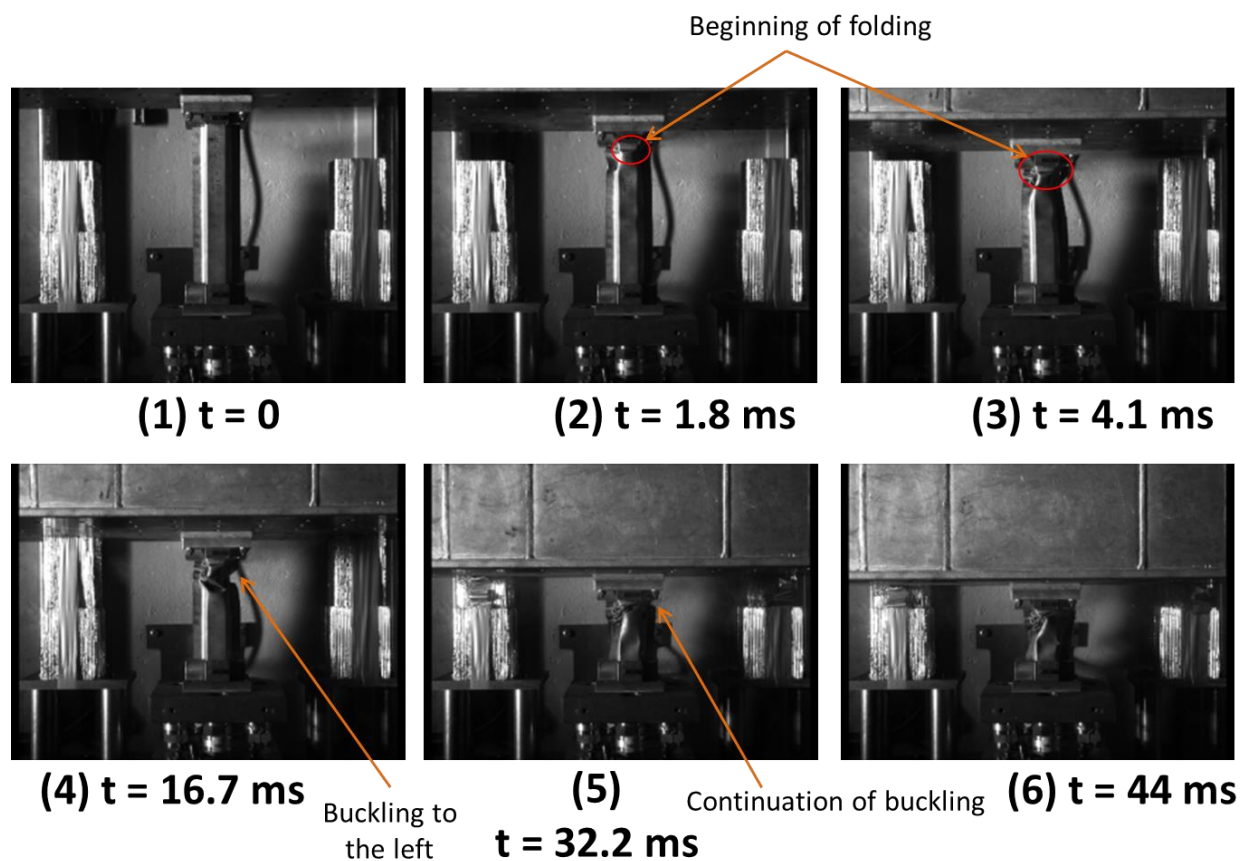 Beginning of folding
(1) t = 0
(2) t = 1.8 ms
(3) t = 4.1 ms
(4) t = 16.7 ms
Buckling to
the left
(5)
t = 32.2 ms
Continuation of buckling
(6) t = 44 ms